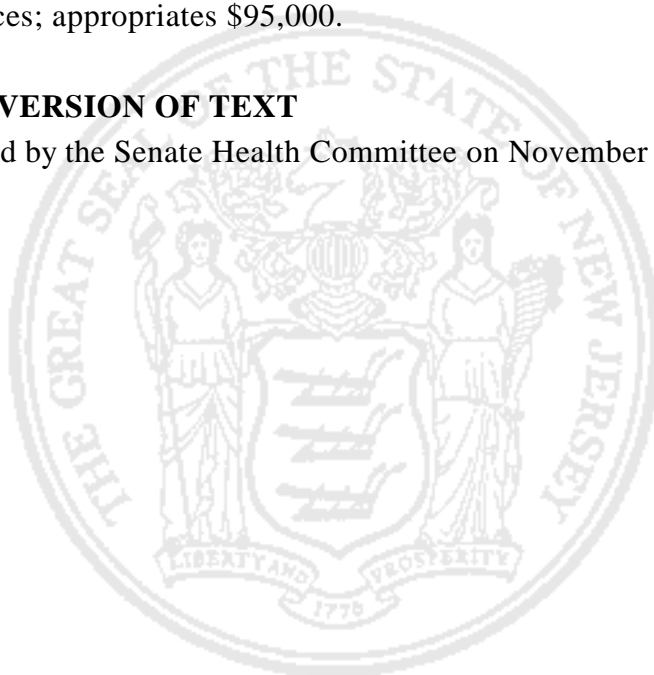 ces; appropriates $95,000.
VERSION OF TEXT
d by the Senate Health Committee on November
THE GREAT SEAL OF THE STATE OF NEW JERSEY
LIBERTY AND PROSPERITY
1776